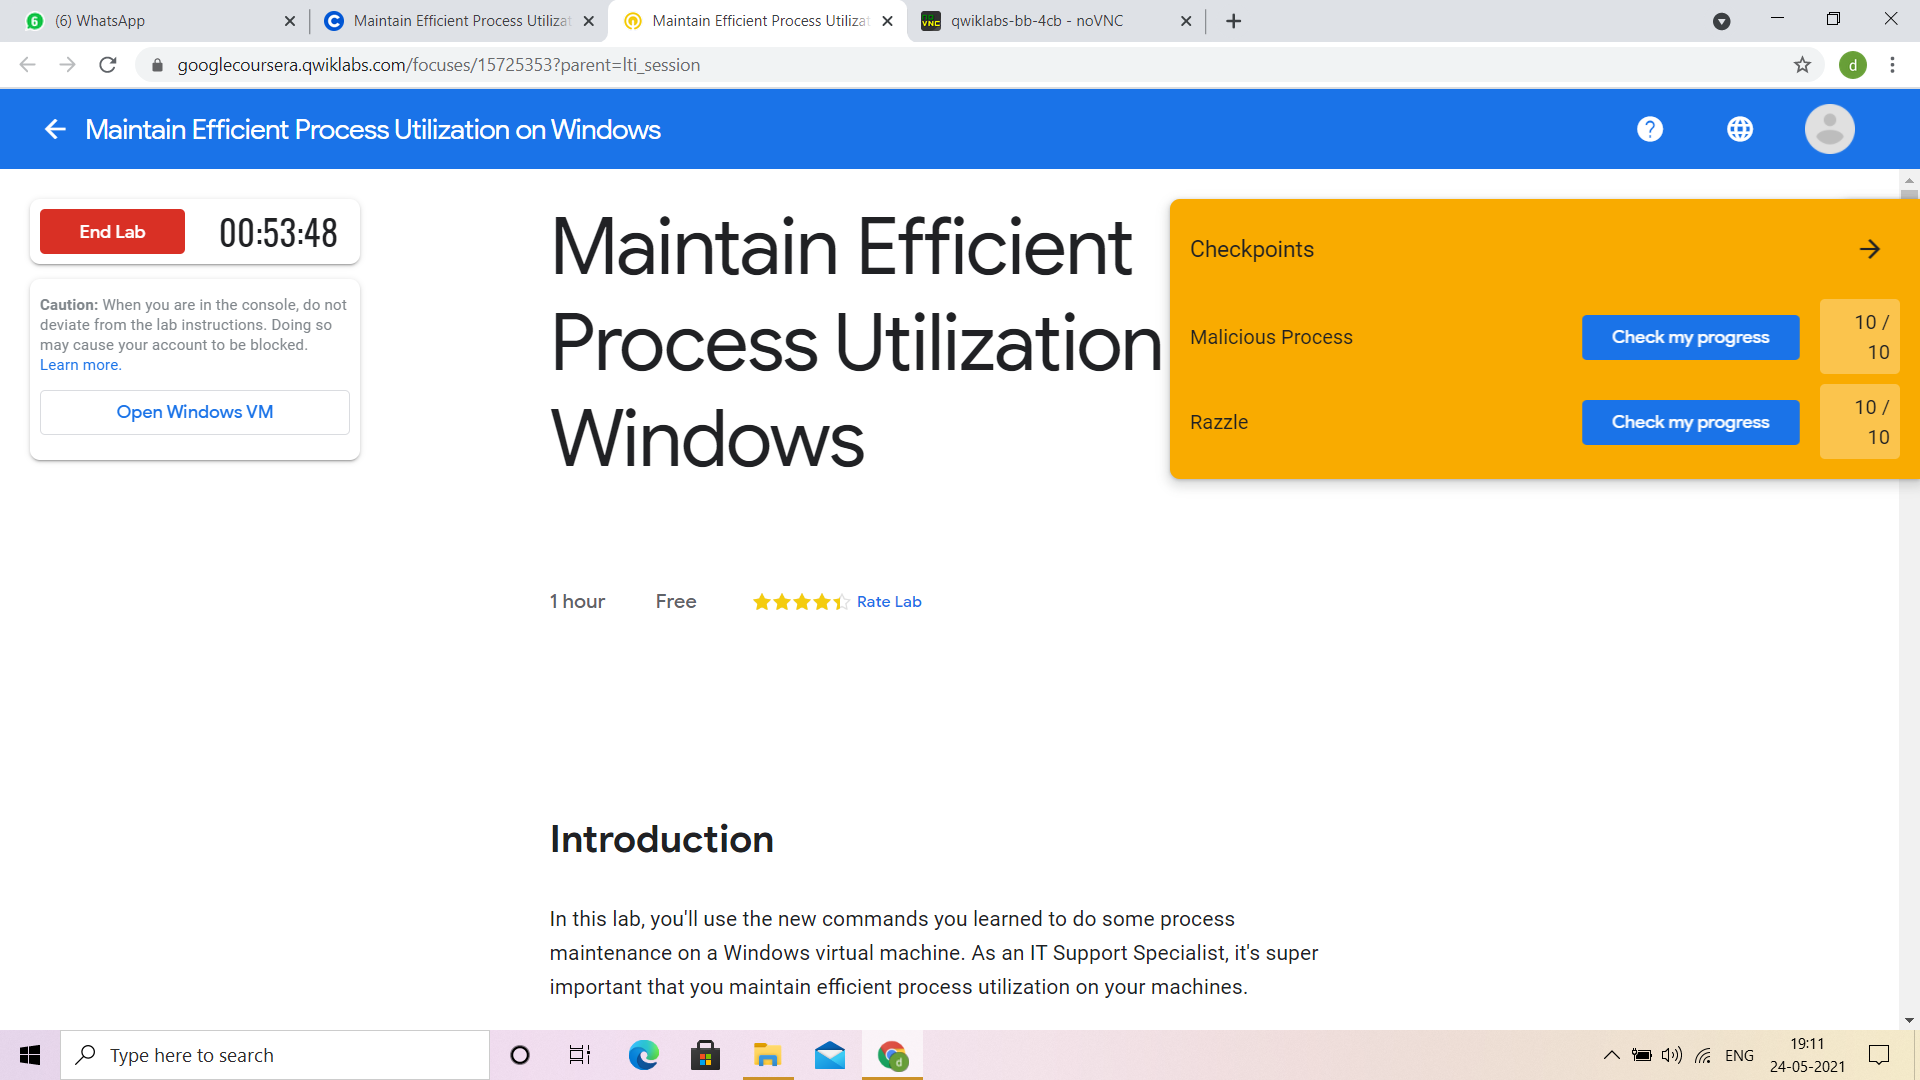 (6) WhatsApp
Maintain Efficient Process Utilizat
Maintain Efficient Process Utilizat
qwiklabs-bb-4cb - noVNC
googlecoursera.qwiklabs.com/focuses/15725353?parent=lti_session
d
Maintain Efficient Process Utilization on Windows
End Lab
00:53:48
Caution: When you are in the console, do not
deviate from the lab instructions. Doing so
may cause your account to be blocked.
Learn more.
Open Windows VM
Maintain Efficient
Process Utilization
Windows
Checkpoints
Malicious Process
Check my progress
10 /
10
Razzle
Check my progress
10 /
10
1 hour
Free
Rate Lab
Introduction
In this lab, you'll use the new commands you learned to do some process
maintenance on a Windows virtual machine. As an IT Support Specialist, it's super
important that you maintain efficient process utilization on your machines.
Type here to search
d
ENG
19:11
24-05-2021